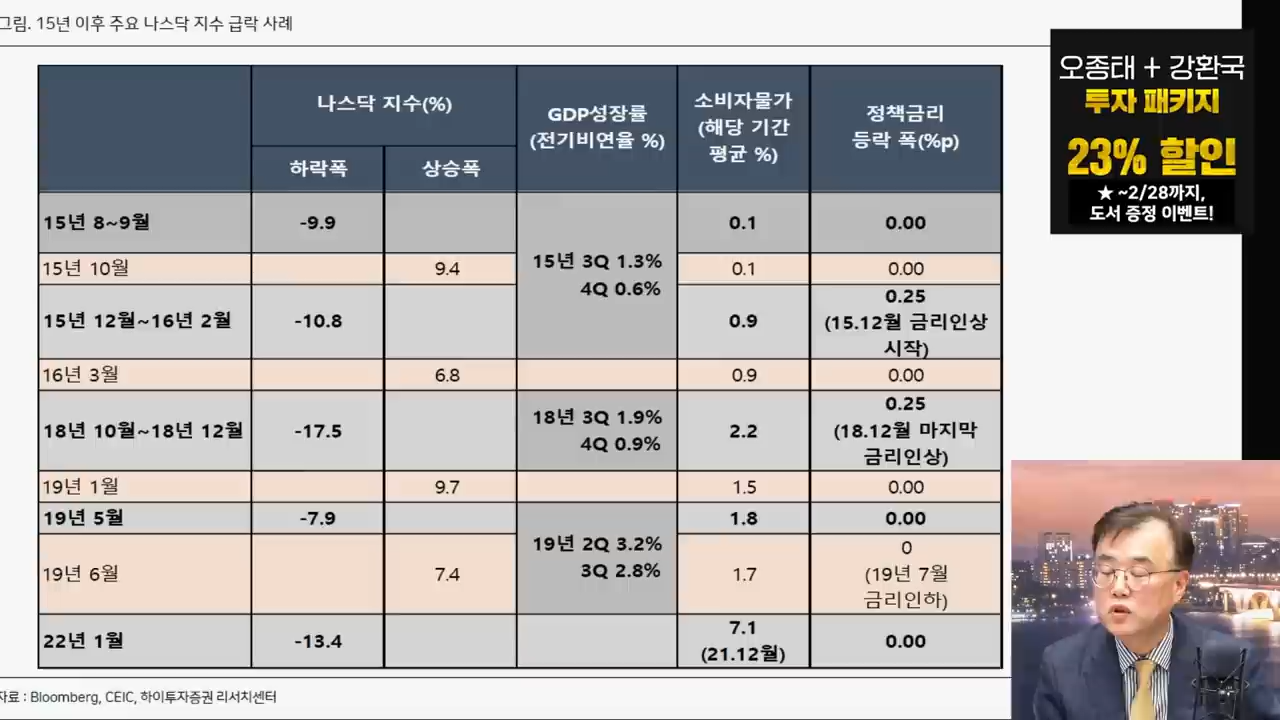 그림. 15년 이후 주요 나스닥 지수 급락 사례
나스닥 지수(%)
하락폭
상승폭
GDP성장률
(전기비연율 %)
소비자물가
(해당 기간
평균 %)
정책금리
등락 폭(%p)
15년 8~9월
-9.9
15년 3Q 1.3%
4Q 0.6%
0.1
0.00
15년 10월
9.4
0.1
0.00
15년 12월~16년 2월
-10.8
0.9
0.25
(15.12월 금리인상
시작)
16년 3월
6.8
0.9
0.00
18년 10월~18년 12월
-17.5
18년 3Q 1.9%
4Q 0.9%
2.2
0.25
(18.12월 마지막
금리인상)
19년 1월
9.7
1.5
0.00
19년 5월
-7.9
19년 2Q 3.2%
3Q 2.8%
1.8
0.00
19년 6월
7.4
1.7
0
(19년 7월
금리인하)
22년 1월
-13.4
7.1
(21.12월)
0.00
자료 : Bloomberg, CEIC, 하이투자증권 리서치센터
오종태 + 강환국
투자 패키지
23% 할인
★ ~2/28까지,
도서 증정 이벤트!